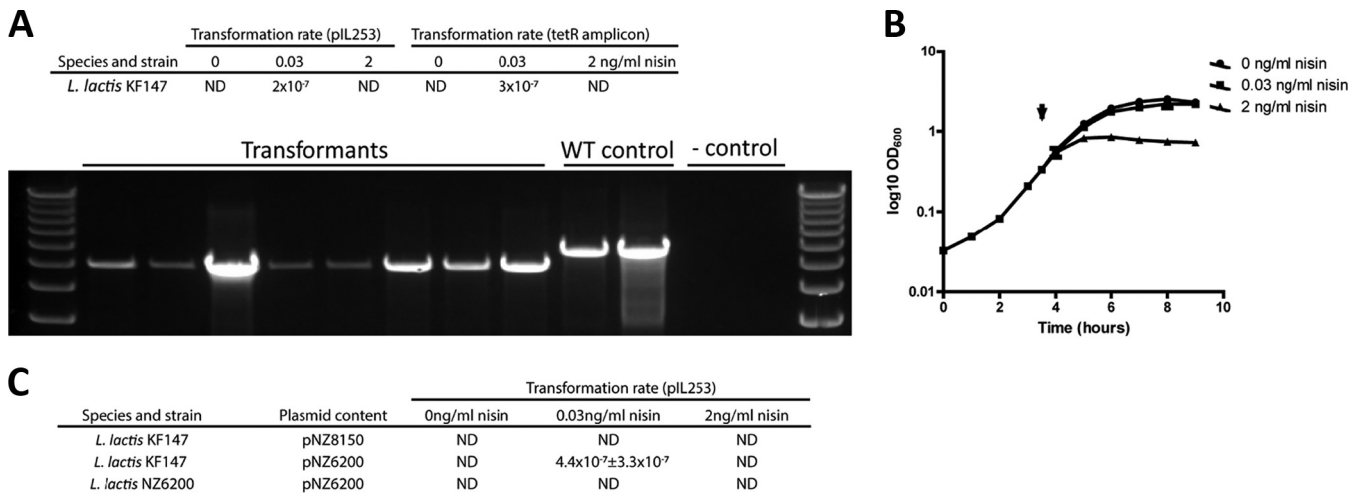 A
Transformation rate (pIL253) Transformation rate (tetR amplicon)
Species and strain 0 0.03 2 0 0.03 2 ng/ml nisin
L. lactis KF147 ND 2x10-7 ND ND 3x10-7 ND
Transformants WT control - control
B
log10 OD600
10
1
0.1
0.01
0 2 4 6 8 10
Time (hours)
0 ng/ml nisin
0.03 ng/ml nisin
2 ng/ml nisin
C
Transformation rate (pIL253)
Species and strain Plasmid content 0ng/ml nisin 0.03ng/ml nisin 2ng/ml nisin
L. lactis KF147 pNZ8150 ND ND ND
L. lactis KF147 pNZ6200 ND 4.4x10-7±3.3x10-7 ND
L. lactis NZ6200 pNZ6200 ND ND ND